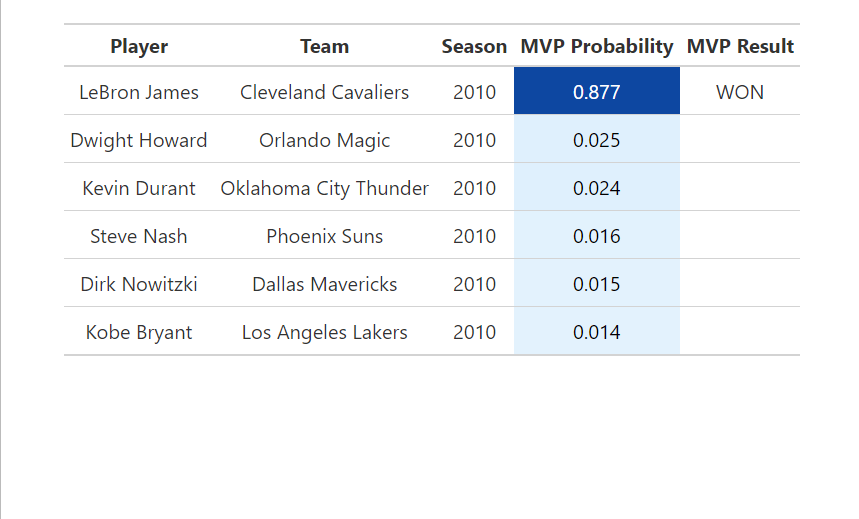 Player Team Season MVP Probability MVP Result
LeBron James Cleveland Cavaliers 2010 0.877 WON
Dwight Howard Orlando Magic 2010 0.025
Kevin Durant Oklahoma City Thunder 2010 0.024
Steve Nash Phoenix Suns 2010 0.016
Dirk Nowitzki Dallas Mavericks 2010 0.015
Kobe Bryant Los Angeles Lakers 2010 0.014